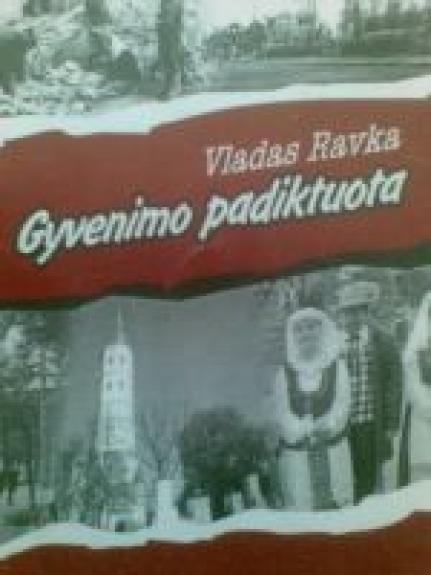 Vladas Ravka
Gyvenimo padiktuota